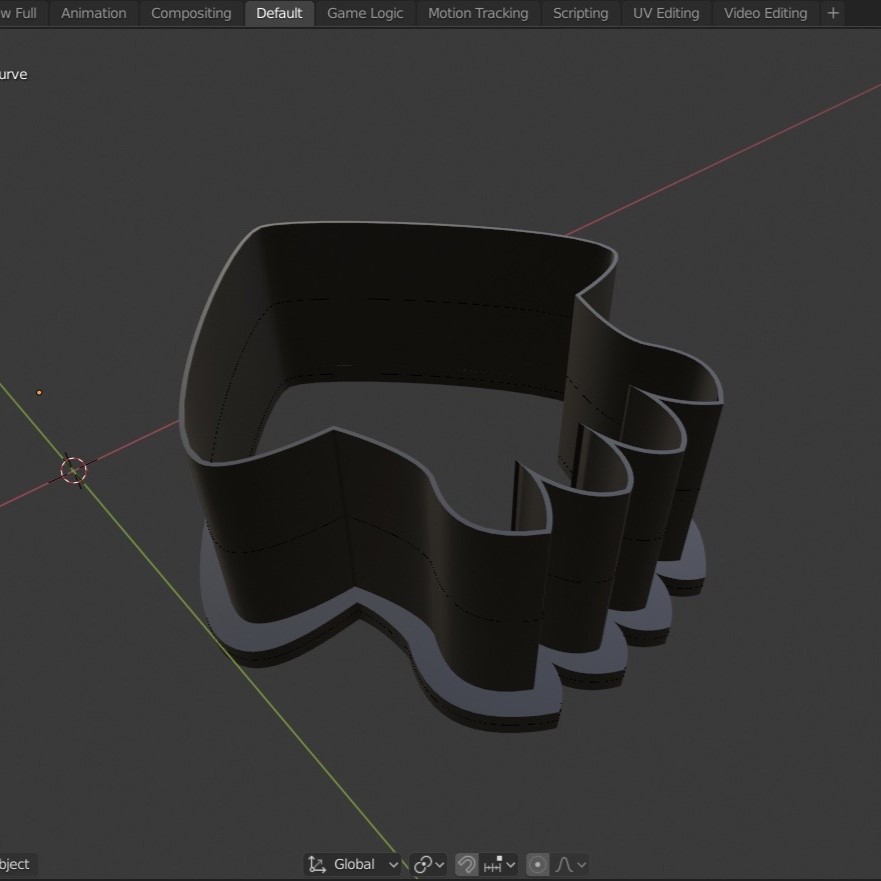 w Full Animation Compositing Default Game Logic Motion Tracking Scripting UV Editing Video Editing +
urve
bject Global